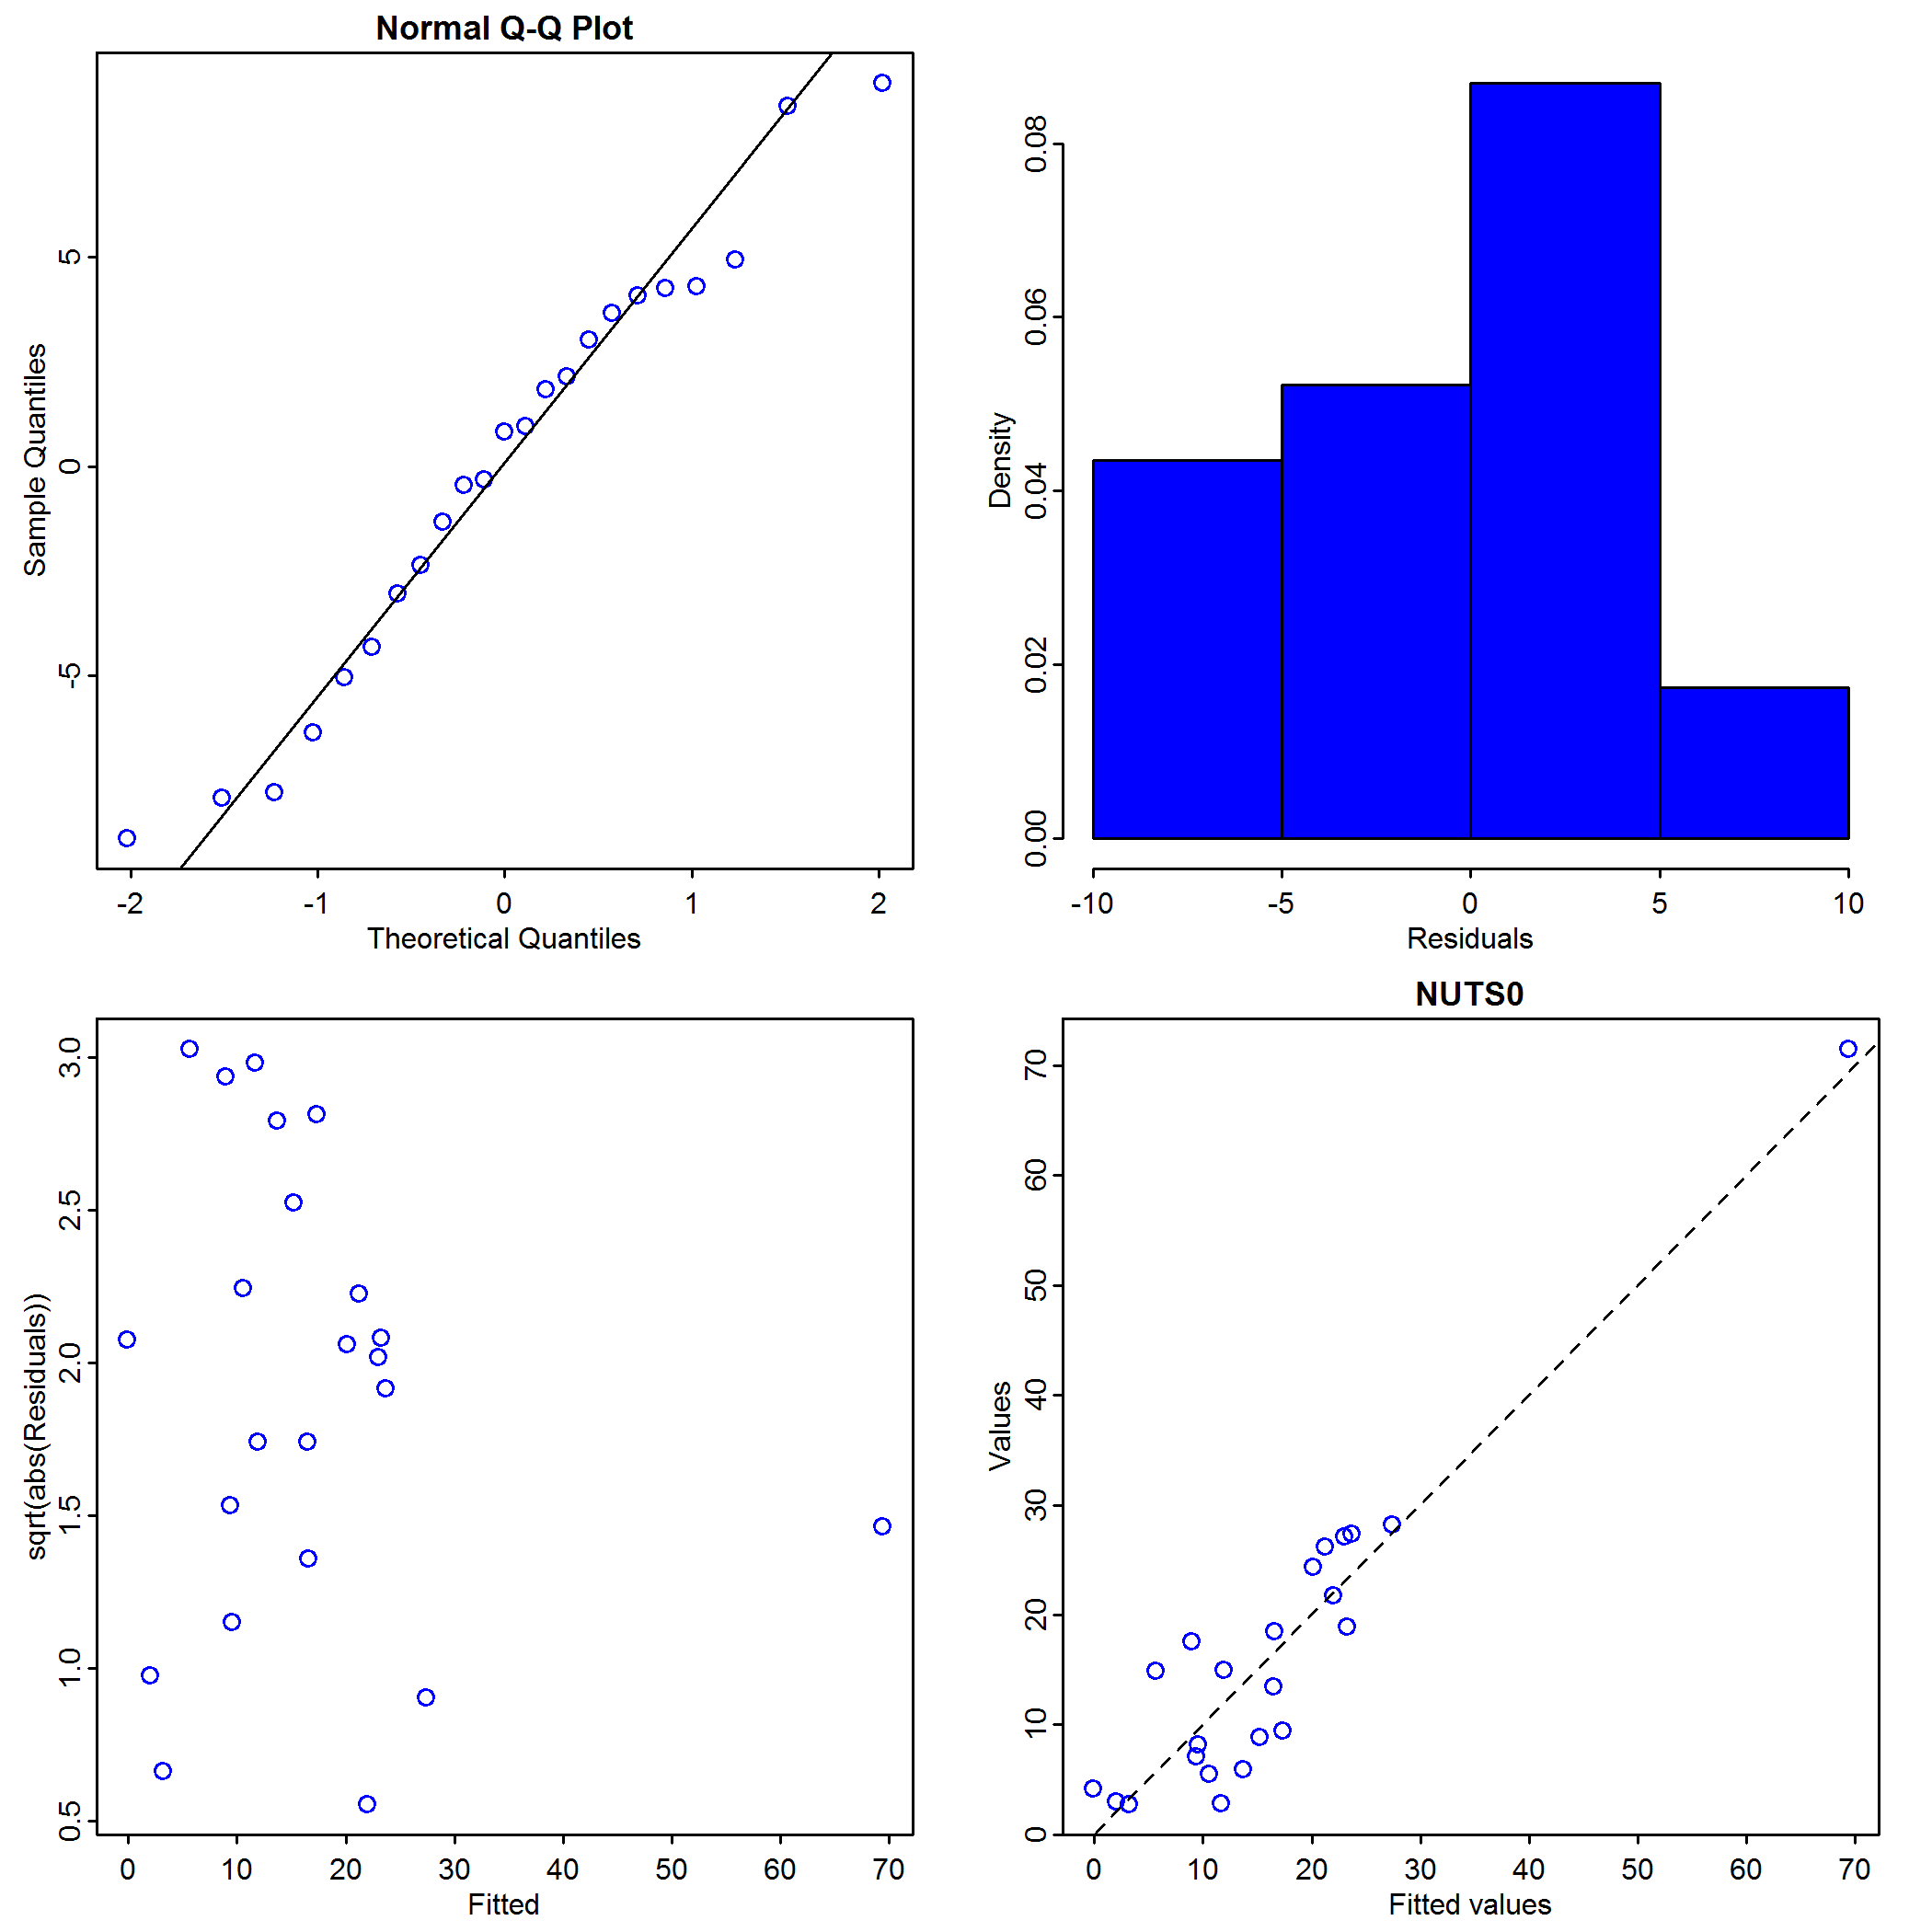 Normal Q-Q Plot
Sample Quantiles
5
0
-5
-2 -1 0 1 2
Theoretical Quantiles
Density
0.08
0.06
0.04
0.02
0.00
-10 -5 0 5 10
Residuals
sqrt(abs(Residuals))
3.0
2.5
2.0
1.5
1.0
0.5
0 10 20 30 40 50 60 70
Fitted
NUTS0
Values
70
60
50
40
30
20
10
0
0 10 20 30 40 50 60 70
Fitted values